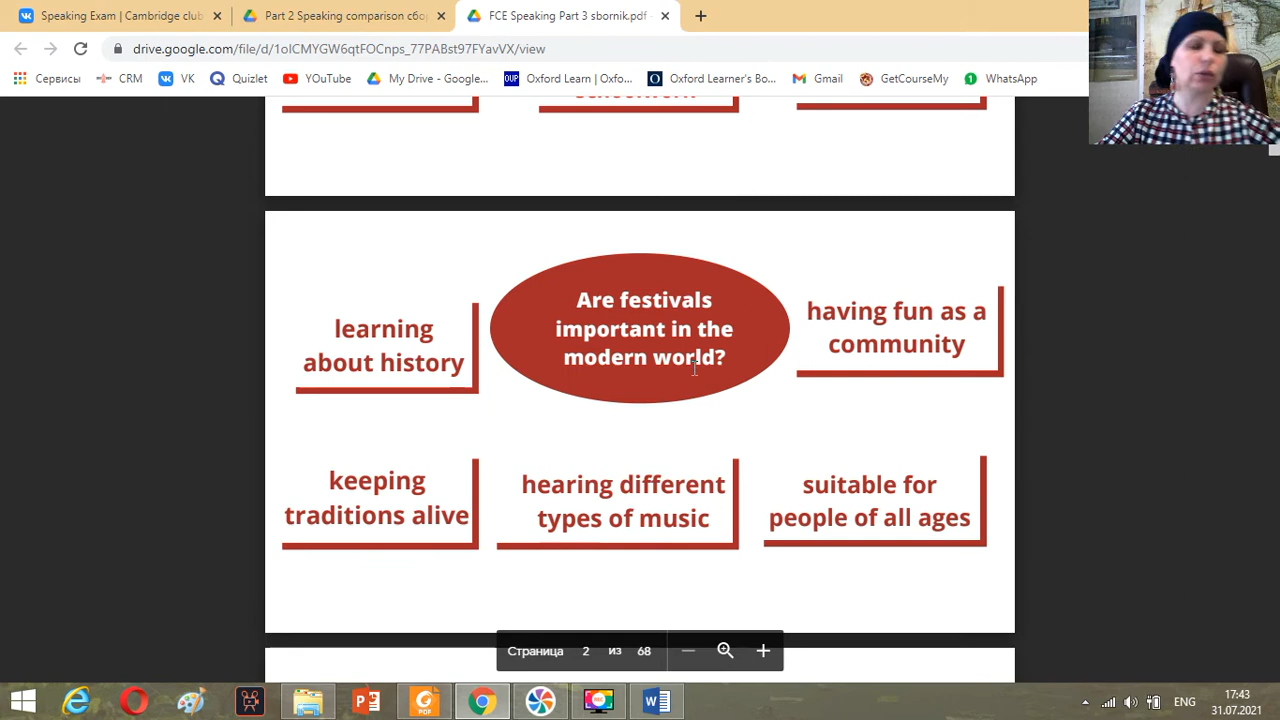 Speaking Exam | Cambridge club
Part 2 Speaking comparison сбор
FCE Speaking Part 3 sbornik.pdf -
drive.google.com/file/d/1oICMYGW6qtFOCnps_77PABst97FYavVX/view
Сервисы
CRM
VK
Quizlet
YouTube
My Drive - Google...
OUP
Oxford Learn | Oxfo...
Oxford Learner's Bo...
Gmail
GetCourseMy
WhatsApp
Are festivals
important in the
modern world?
learning
about history
having fun as a
community
keeping
traditions alive
hearing different
types of music
suitable for
people of all ages
Страница 2 из 68
ENG
17:43
31.07.2021